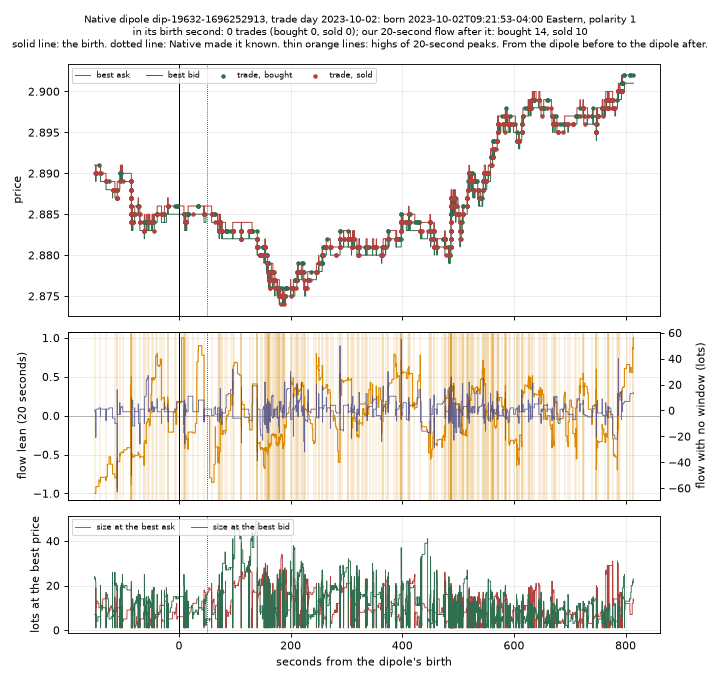 Native dipole dip-19632-1696252913, trade day 2023-10-02: born 2023-10-02T09:21:53-04:00 Eastern, polarity 1
in its birth second: 0 trades (bought 0, sold 0); our 20-second flow after it: bought 14, sold 10
solid line: the birth. dotted line: Native made it known. thin orange lines: highs of 20-second peaks. From the dipole before to the dipole after.
best ask
best bid
trade, bought
trade, sold
2.900
2.895
2.890
2.885
2.880
2.875
price
1.0
0.5
0.0
−0.5
−1.0
flow lean (20 seconds)
60
40
20
0
−20
−40
−60
flow with no window (lots)
size at the best ask
size at the best bid
40
20
0
lots at the best price
0
200
400
600
800
seconds from the dipole's birth